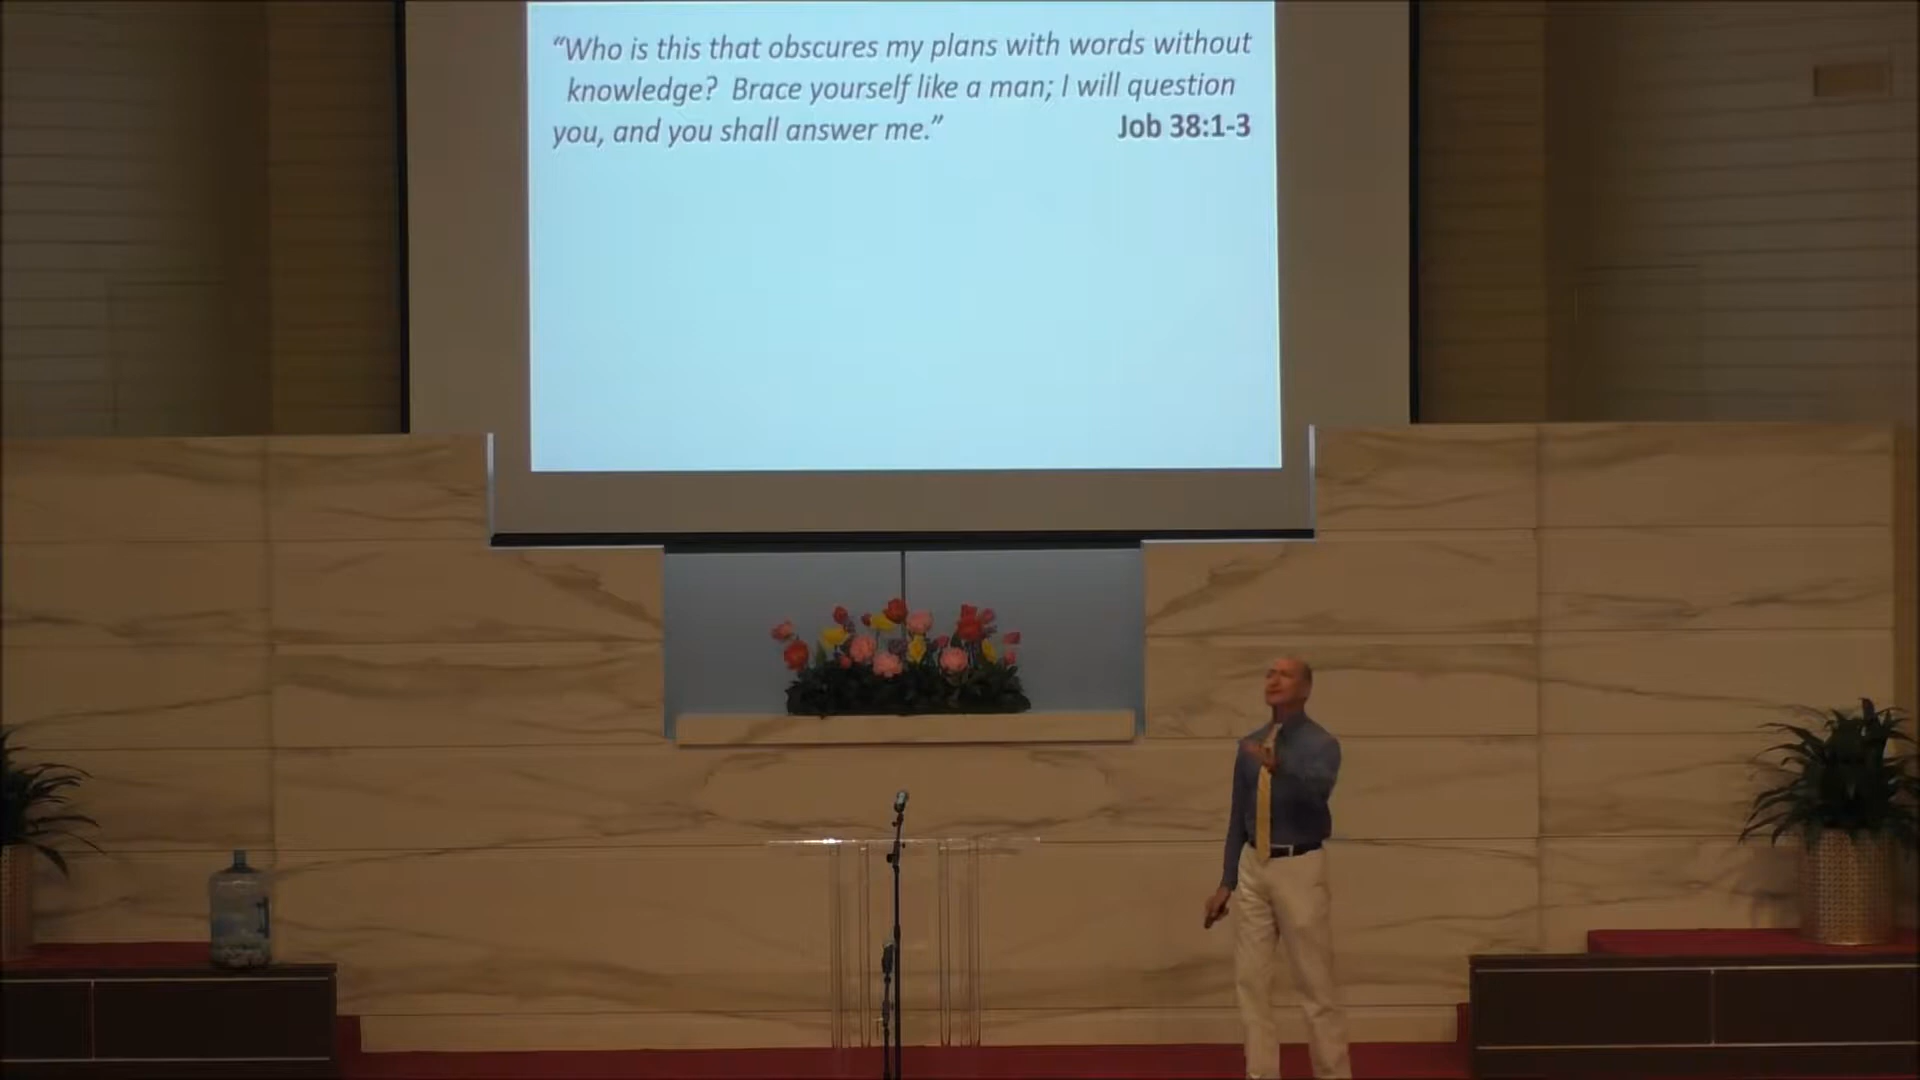 “Who is this that obscures my plans with words without
knowledge? Brace yourself like a man; I will question
you, and you shall answer me.” Job 38:1-3